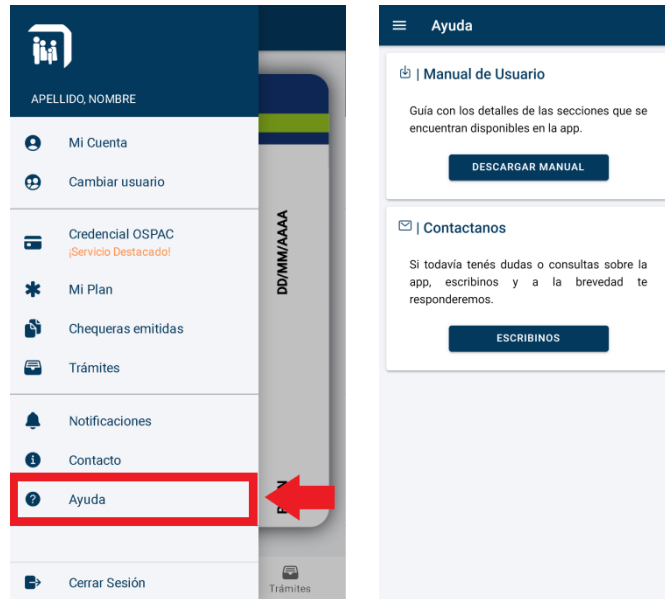 APELLIDO, NOMBRE
Mi Cuenta
Cambiar usuario
Credencial OSPAC
¡Servicio Destacado!
Mi Plan
Chequeras emitidas
Trámites
Notificaciones
Contacto
Ayuda
Cerrar Sesión
DD/MM/AAAA
Trámites
Ayuda
| Manual de Usuario
Guía con los detalles de las secciones que se
encuentran disponibles en la app.
DESCARGAR MANUAL
| Contactanos
Si todavía tenés dudas o consultas sobre la
app, escribinos y a la brevedad te
responderemos.
ESCRIBINOS